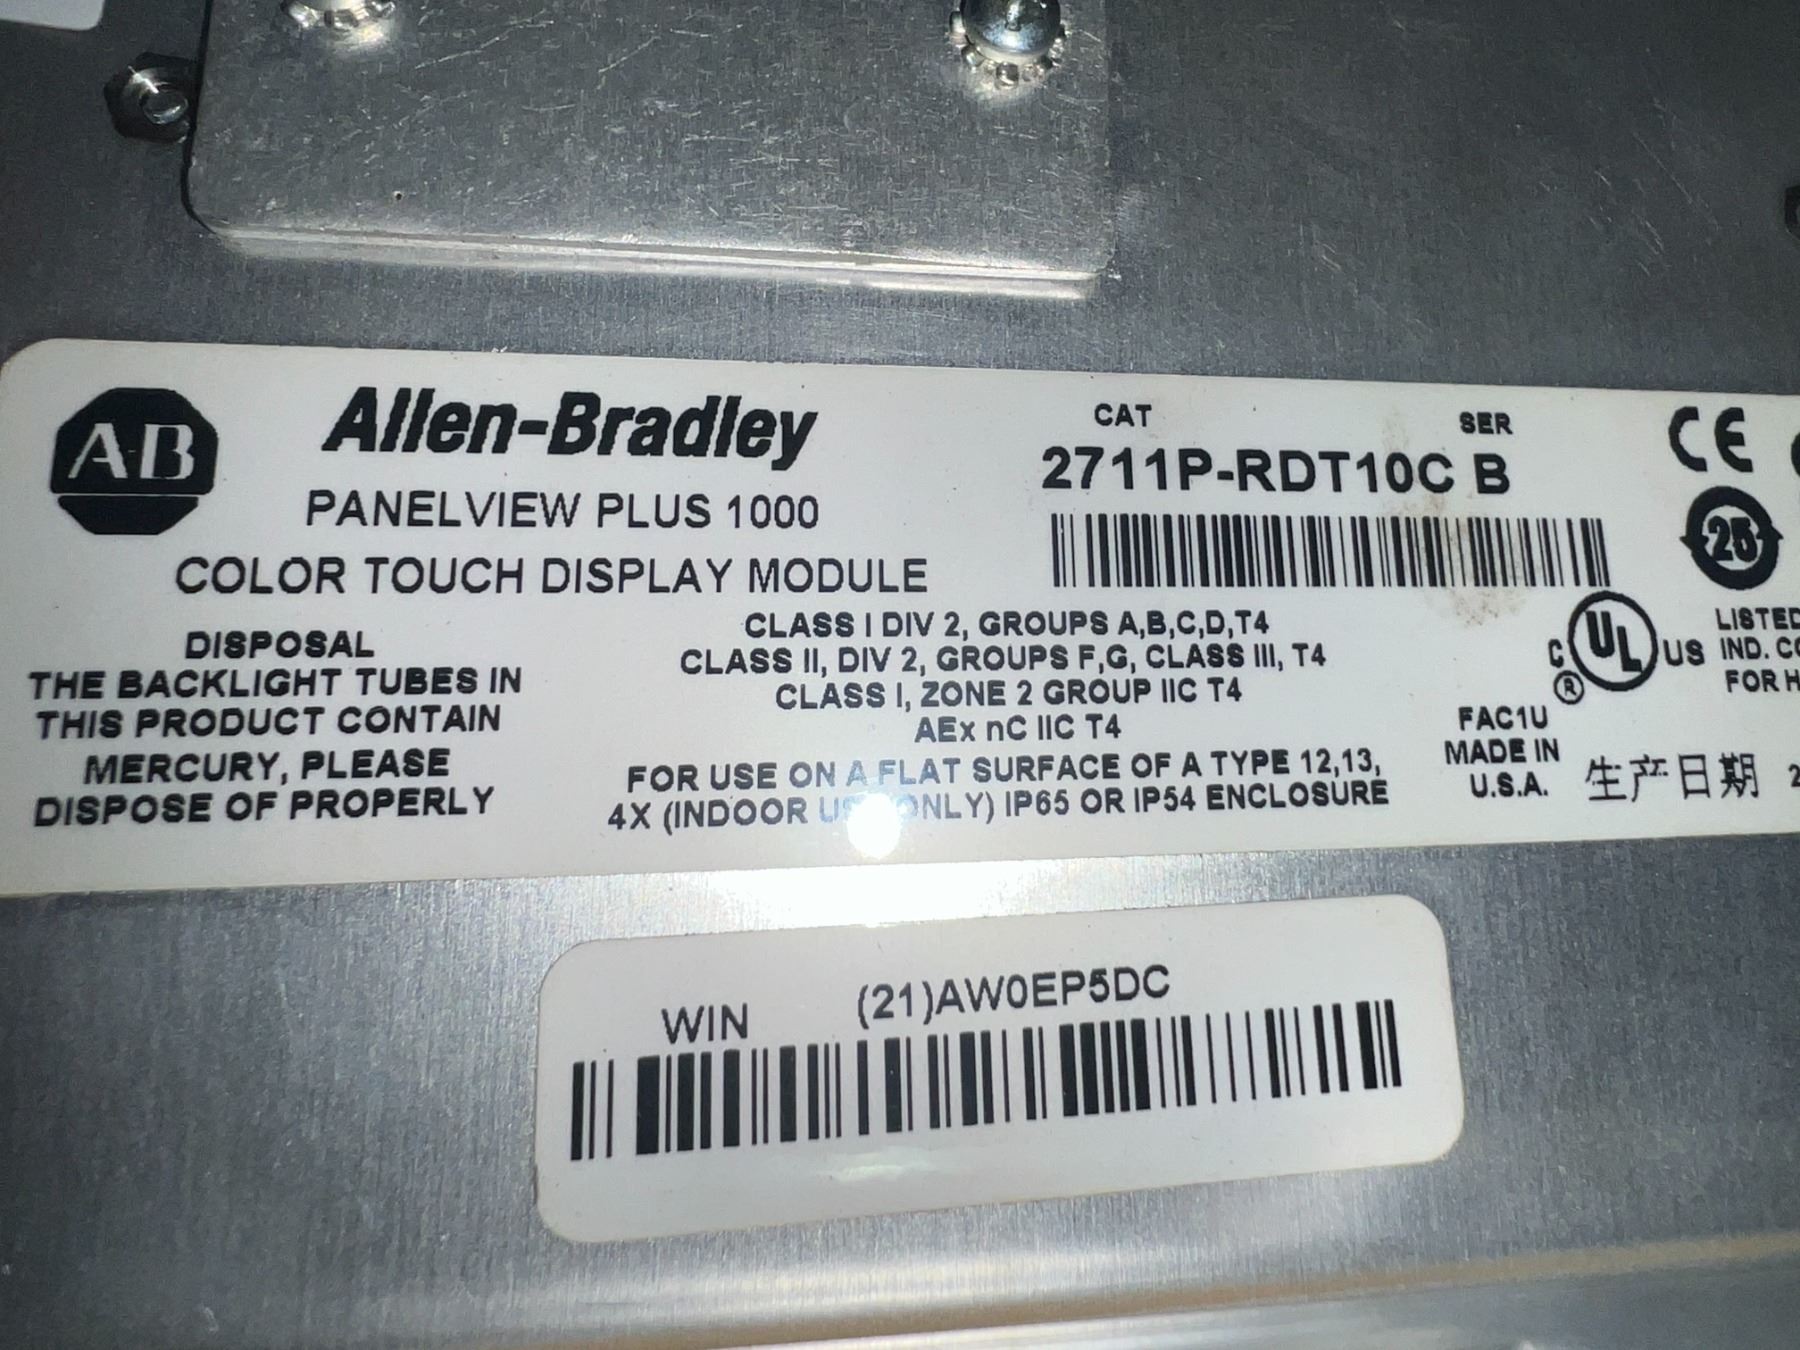 AB
Allen-Bradley
PANELVIEW PLUS 1000
COLOR TOUCH DISPLAY MODULE
DISPOSAL
THE BACKLIGHT TUBES IN
THIS PRODUCT CONTAIN
MERCURY, PLEASE
DISPOSE OF PROPERLY
CAT SER
2711P-RDT10C B
CLASS I DIV 2, GROUPS A,B,C,D,T4
CLASS II, DIV 2, GROUPS F,G, CLASS III, T4
CLASS I, ZONE 2 GROUP IIC T4
AEx nC IIC T4
FOR USE ON A FLAT SURFACE OF A TYPE 12,13,
4X (INDOOR ONLY) IP65 OR IP54 ENCLOSURE
CE
25
C UL US
®
LISTED
IND.
FOR
FAC1U
MADE IN
U.S.A.
生产日期
WIN (21)AW0EP5DC